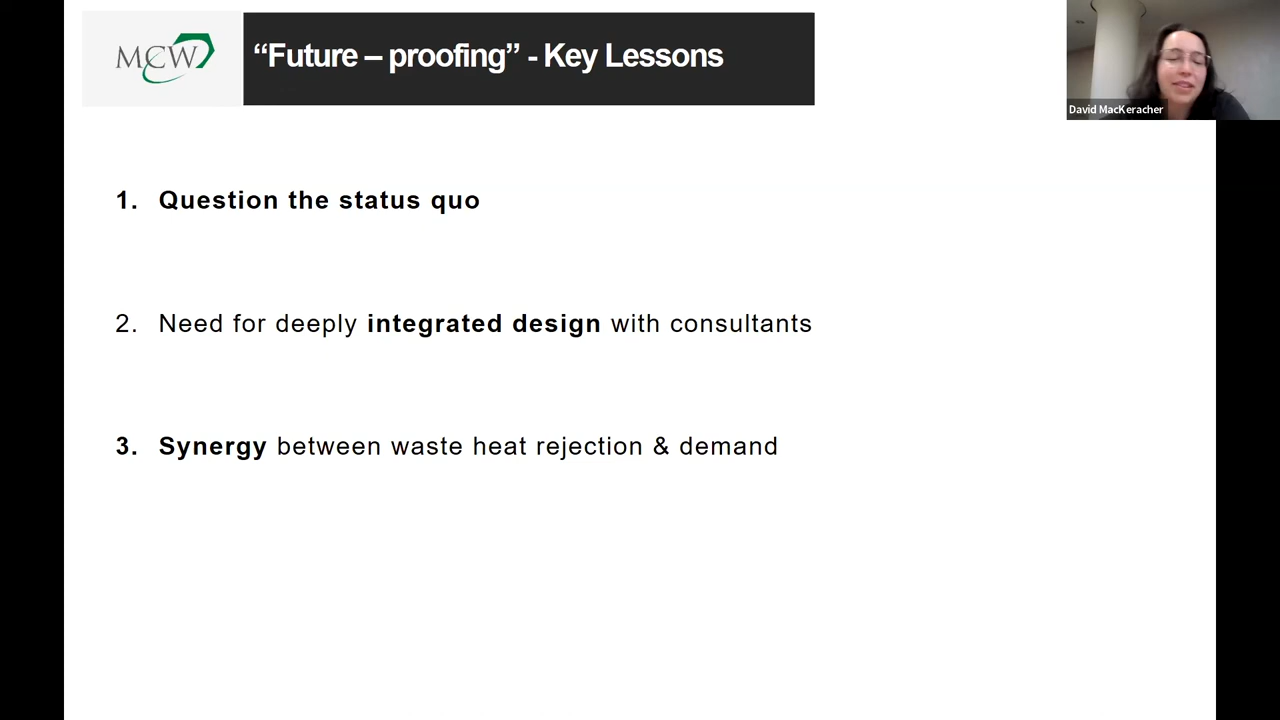 MCW
“Future – proofing” - Key Lessons
David MacKeracher
1. Question the status quo
2. Need for deeply integrated design with consultants
3. Synergy between waste heat rejection & demand